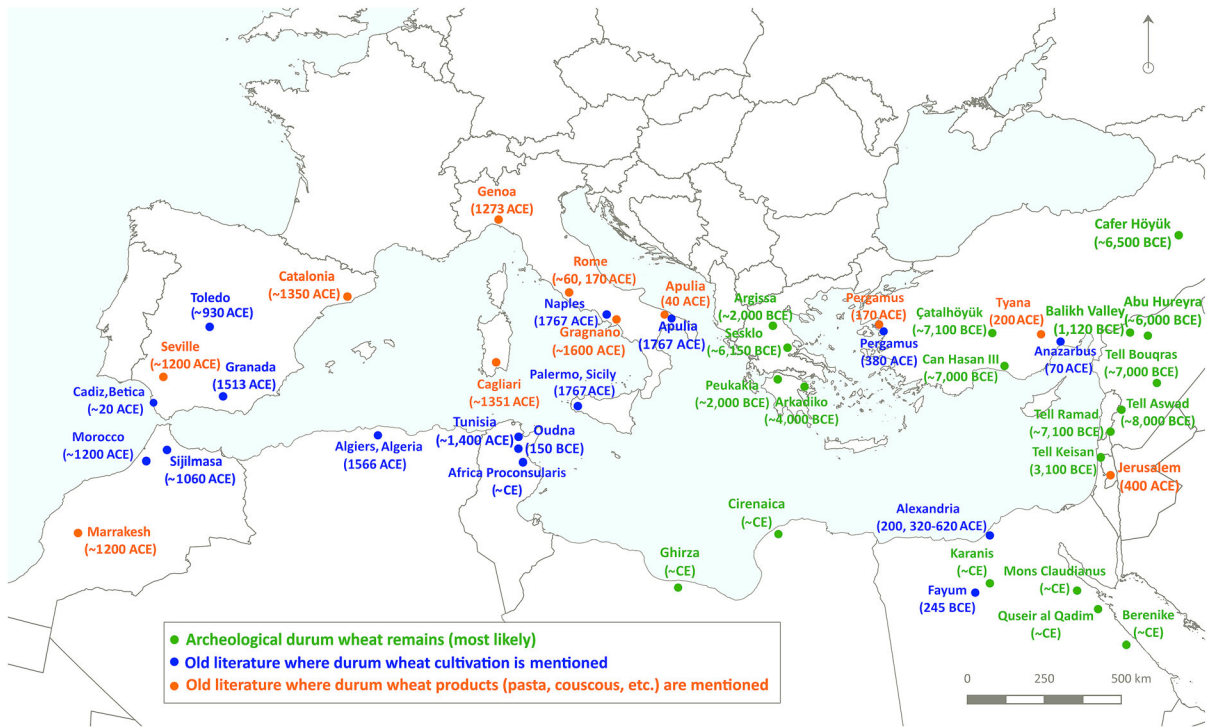 Genoa
(1273 ACE)
Cafer Höyük
(~6,500 BCE)
Catalonia
(~1350 ACE)
Rome
(~60, 170 ACE)
Apulia
(40 ACE)
Toledo
(~930 ACE)
Naples
(1767 ACE)
Gragnano
(~1600 ACE)
Apulia
(1767 ACE)
Argissa
(~2,000 BCE)
Sesklo
(~6,150 BCE)
Pergamus
(170 ACE)
Pergamus
(380 ACE)
Çatalhöyük
(~7,100 BCE)
Tyana
(200 ACE)
Balikh Valley
(1,120 BCE)
Abu Hureyra
(~6,000 BCE)
Anazarbus
(70 ACE)
Can Hasan III
(~7,000 BCE)
Tell Bouqras
(~7,000 BCE)
Seville
(~1200 ACE)
Granada
(1513 ACE)
Cadiz,Betica
(~20 ACE)
Cagliari
(~1351 ACE)
Palermo, Sicily
(1767ACE)
Peukakia
(~2,000 BCE)
Arkadiko
(~4,000 BCE)
Tell Aswad
(~8,000 BCE)
Tell Ramad
(~7,100 BCE)
Tell Keisan
(3,100 BCE)
Jerusalem
(400 ACE)
Morocco
(~1200 ACE)
Sijilmasa
(~1060 ACE)
Algiers, Algeria
(1566 ACE)
Tunisia
(~1,400 ACE)
Oudna
(150 BCE)
Africa Proconsularis
(~CE)
Marrakesh
(~1200 ACE)
Cirenaica
(~CE)
Ghirza
(~CE)
Alexandria
(200, 320-620 ACE)
Karanis
(~CE)
Fayum
(245 BCE)
Mons Claudianus
(~CE)
Quseir al Qadim
(~CE)
Berenike
(~CE)
Archeological durum wheat remains (most likely)
Old literature where durum wheat cultivation is mentioned
Old literature where durum wheat products (pasta, couscous, etc.) are mentioned
0 250 500 km